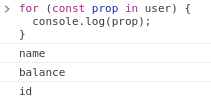 for (const prop in user) {
  console.log(prop);
}
name
balance
id